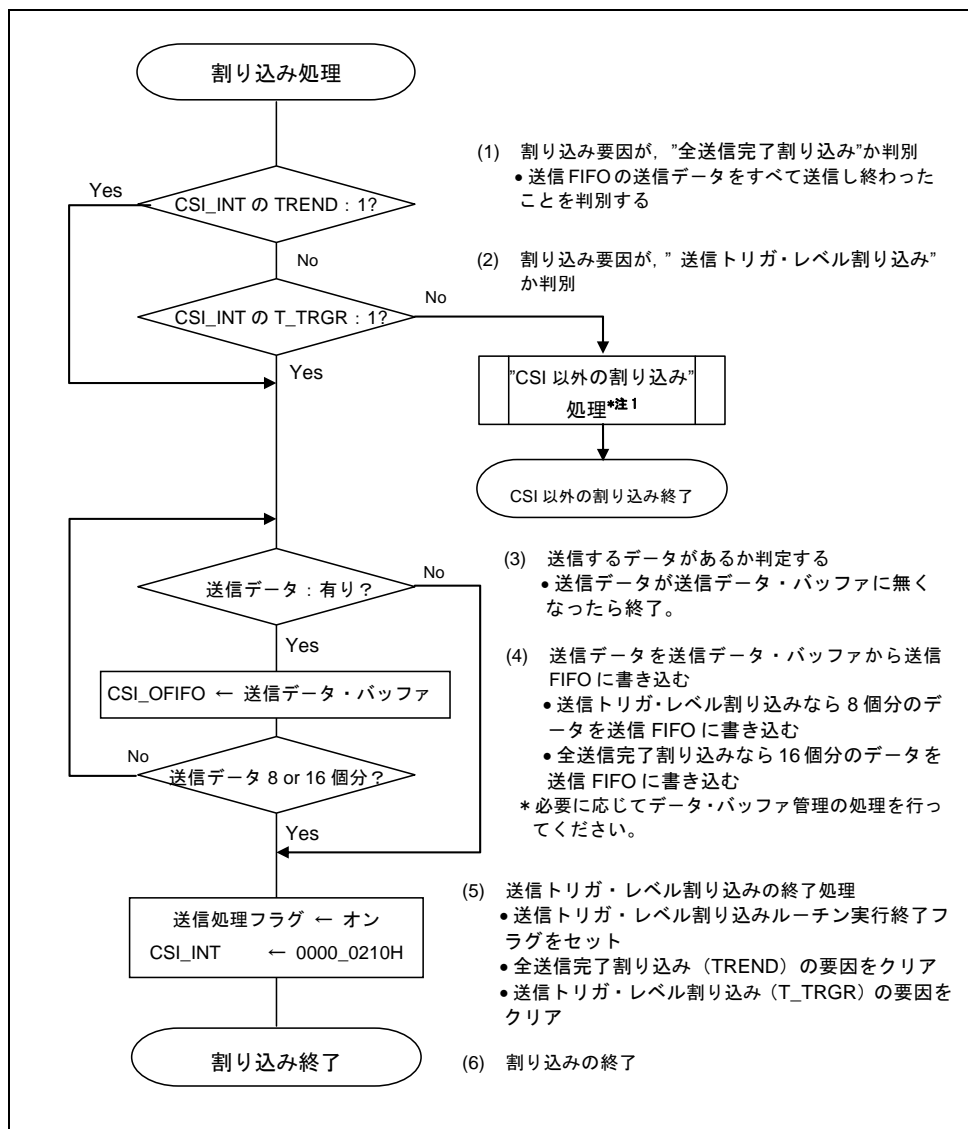 割り込み処理
(1) 割り込み要因が，”全送信完了割り込み”か判別
● 送信 FIFO の送信データをすべて送信し終わった
ことを判別する
Yes
CSI_INT の TREND：1?
No
(2) 割り込み要因が，” 送信トリガ・レベル割り込み”
か判別
No
CSI_INT の T_TRGR：1?
Yes
”CSI 以外の割り込み”
処理*注1
CSI 以外の割り込み終了
(3) 送信するデータがあるか判定する
● 送信データが送信データ・バッファに無く
なったら終了。
No
送信データ：有り？
Yes
(4) 送信データを送信データ・バッファから送信
FIFO に書き込む
● 送信トリガ・レベル割り込みなら 8 個分のデ
ータを送信 FIFO に書き込む
● 全送信完了割り込みなら 16 個分のデータを
送信 FIFO に書き込む
＊必要に応じてデータ・バッファ管理の処理を行っ
てください。
CSI_OFIFO ← 送信データ・バッファ
No
送信データ 8 or 16 個分？
Yes
(5) 送信トリガ・レベル割り込みの終了処理
● 送信トリガ・レベル割り込みルーチン実行終了フ
ラグをセット
● 全送信完了割り込み（TREND）の要因をクリア
● 送信トリガ・レベル割り込み（T_TRGR）の要因を
クリア
送信処理フラグ ← オン
CSI_INT ← 0000_0210H
割り込み終了
(6) 割り込みの終了